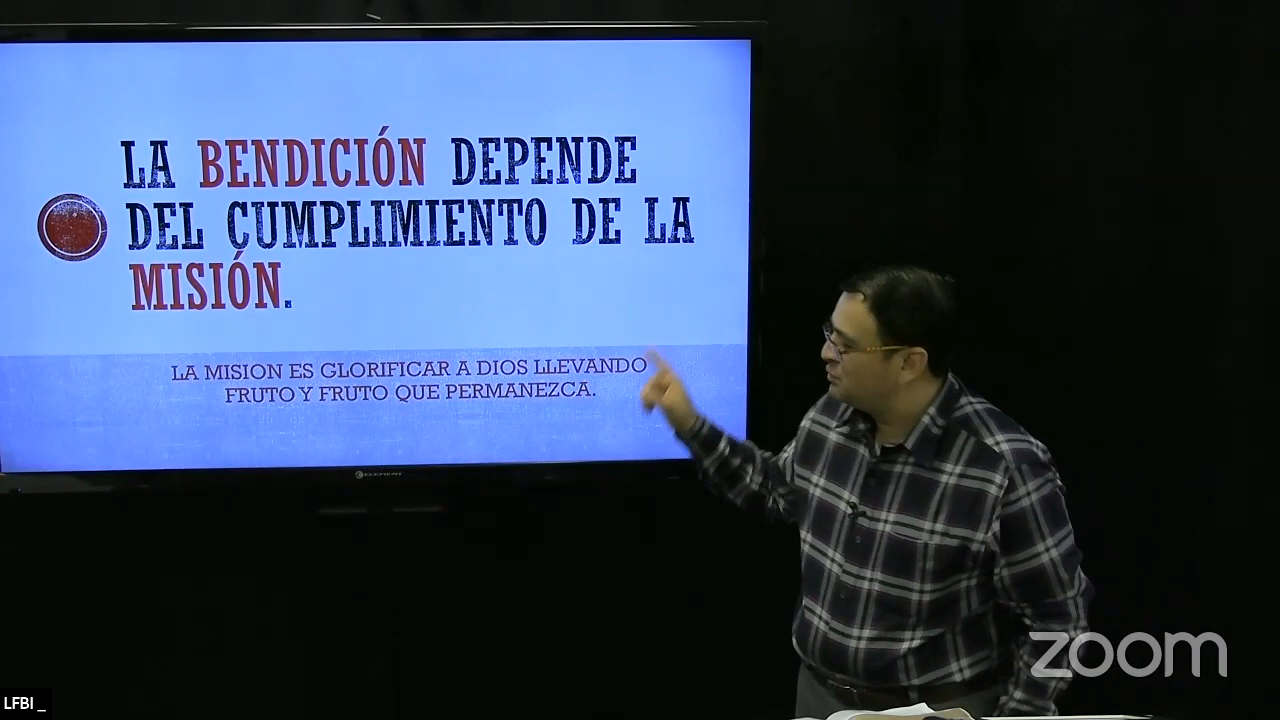 LA BENDICIÓN DEPENDE
DEL CUMPLIMIENTO DE LA
MISIÓN.
LA MISION ES GLORIFICAR A DIOS LLEVANDO
FRUTO Y FRUTO QUE PERMANEZCA.
ELEMENT
zoom
LFBI _